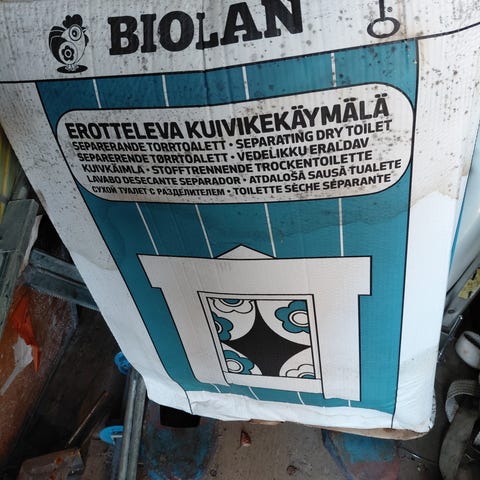 BIOLAN
EROTTELEVA KUIVIKEKÄYMÄLÄ
SEPARERANDE TORRTOALETT • SEPARATING DRY TOILET
SEPARERENDE TØRRTOALETT • VEDELIKKU ERALDAV
KUIVKÄIMLA • STOFFTRENNENDE TROCKENTOILETTE
LAVABO DESECANTE SEPARADOR • ATDALOŠĀ SAUSĀ TUALETE
СУХОЙ ТУАЛЕТ С РАЗДЕЛИТЕЛЕМ • TOILETTE SÈCHE SÉPARANTE